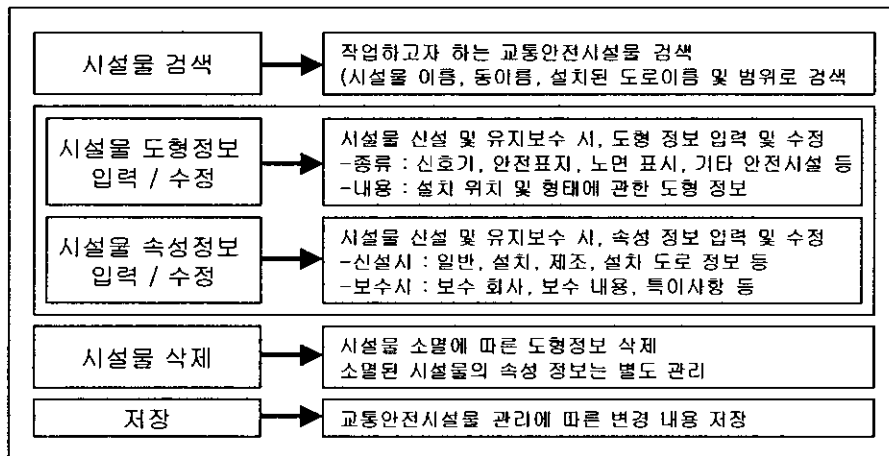 시설물 검색
작업하고자 하는 교통안전시설물 검색
(시설물 이름, 동이름, 설치된 도로이름 및 범위로 검색
시설물 도형정보
입력 / 수정
시설물 신설 및 유지보수 시, 도형 정보 입력 및 수정
-종류 : 신호기, 안전표지, 노면 표시, 기타 안전시설 등
-내용 : 설치 위치 및 형태에 관한 도형 정보
시설물 속성정보
입력 / 수정
시설물 신설 및 유지보수 시, 속성 정보 입력 및 수정
-신설시 : 일반, 설치, 제조, 설치 도로 정보 등
-보수시 : 보수 회사, 보수 내용, 특이사항 등
시설물 삭제
시설물 소멸에 따른 도형정보 삭제
소멸된 시설물의 속성 정보는 별도 관리
저장
교통안전시설물 관리에 따른 변경 내용 저장